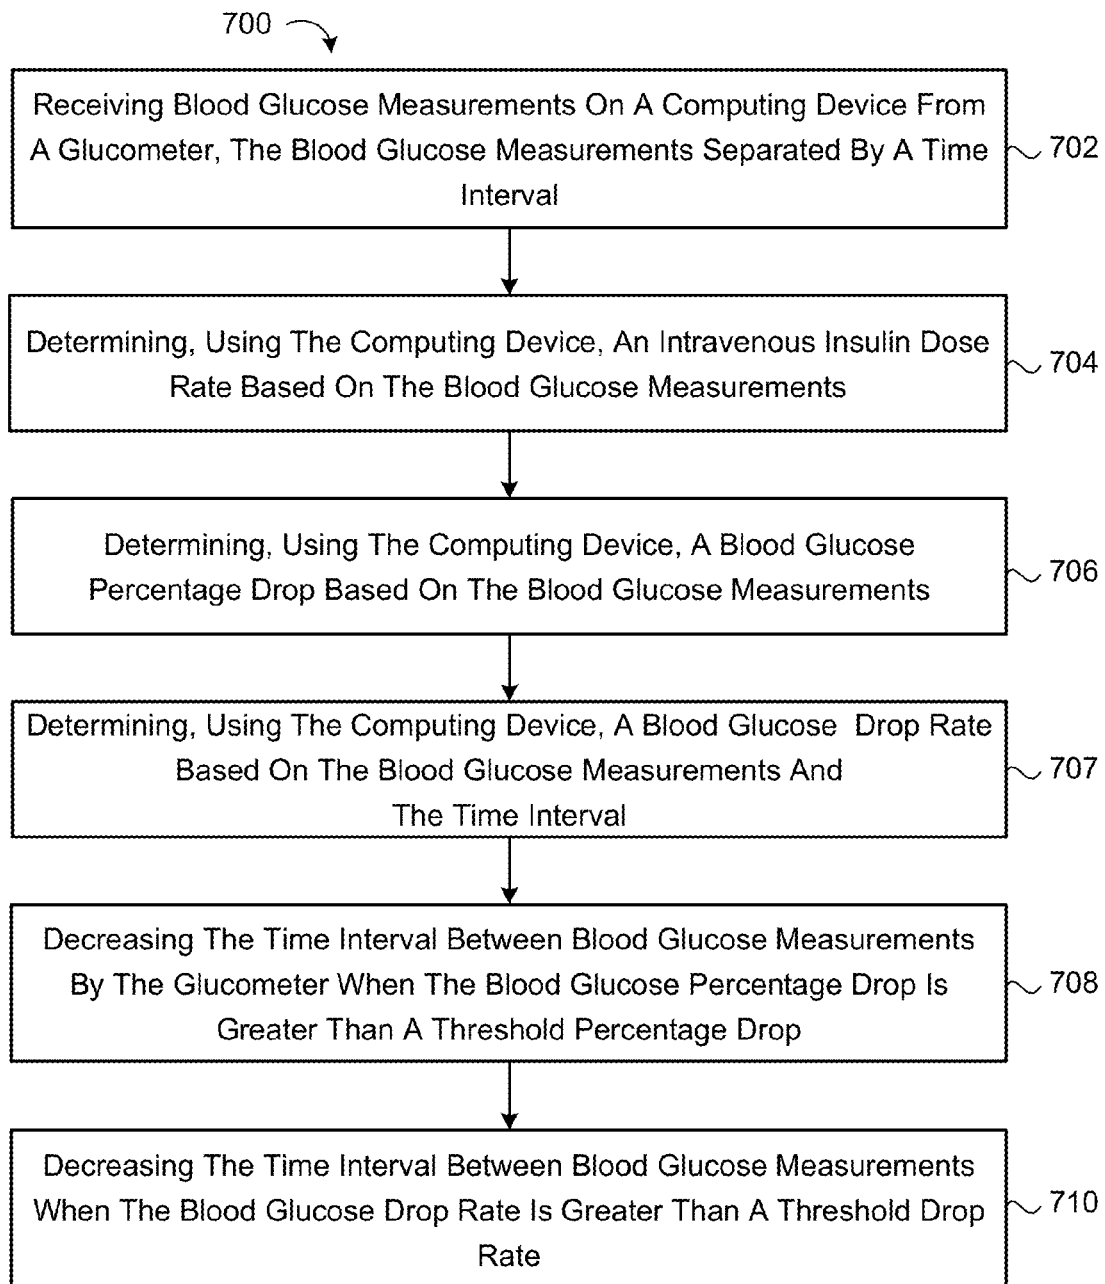 700
Receiving Blood Glucose Measurements On A Computing Device From
A Glucometer, The Blood Glucose Measurements Separated By A Time
Interval
702
Determining, Using The Computing Device, An Intravenous Insulin Dose
Rate Based On The Blood Glucose Measurements
704
Determining, Using The Computing Device, A Blood Glucose
Percentage Drop Based On The Blood Glucose Measurements
706
Determining, Using The Computing Device, A Blood Glucose Drop Rate
Based On The Blood Glucose Measurements And
The Time Interval
707
Decreasing The Time Interval Between Blood Glucose Measurements
By The Glucometer When The Blood Glucose Percentage Drop Is
Greater Than A Threshold Percentage Drop
708
Decreasing The Time Interval Between Blood Glucose Measurements
When The Blood Glucose Drop Rate Is Greater Than A Threshold Drop
Rate
710